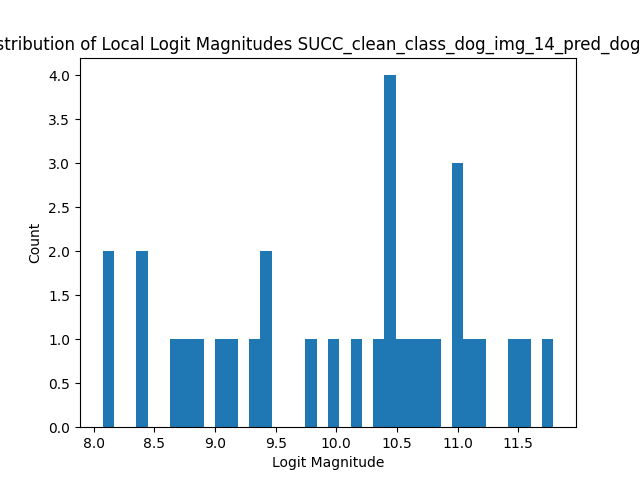 stribution of Local Logit Magnitudes SUCC_clean_class_dog_img_14_pred_dog
4.0
3.5
3.0
2.5
2.0
1.5
1.0
0.5
0.0
Count
8.0 8.5 9.0 9.5 10.0 10.5 11.0 11.5
Logit Magnitude